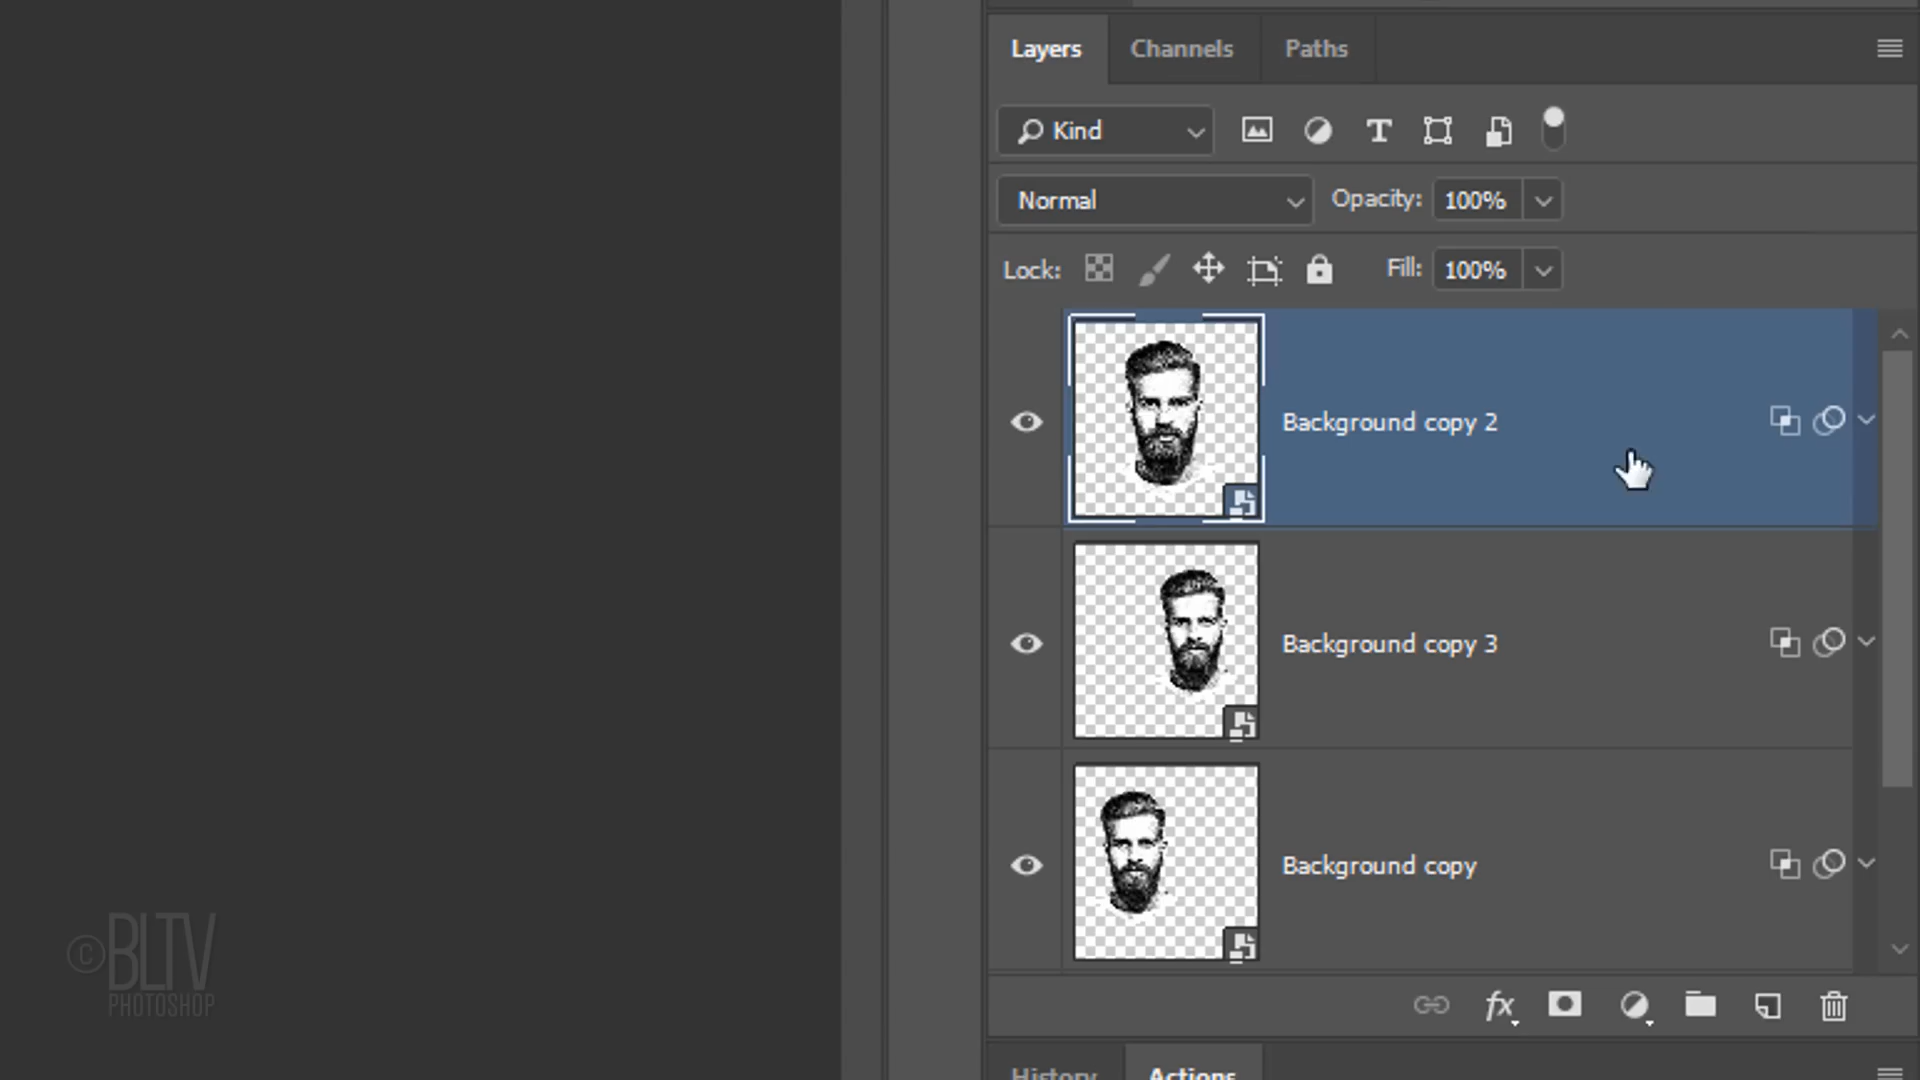 Layers Channels Paths
Kind
Normal Opacity: 100%
Lock: Fill: 100%
Background copy 2
Background copy 3
Background copy
fx
History Actions
©BLTV
PHOTOSHOP